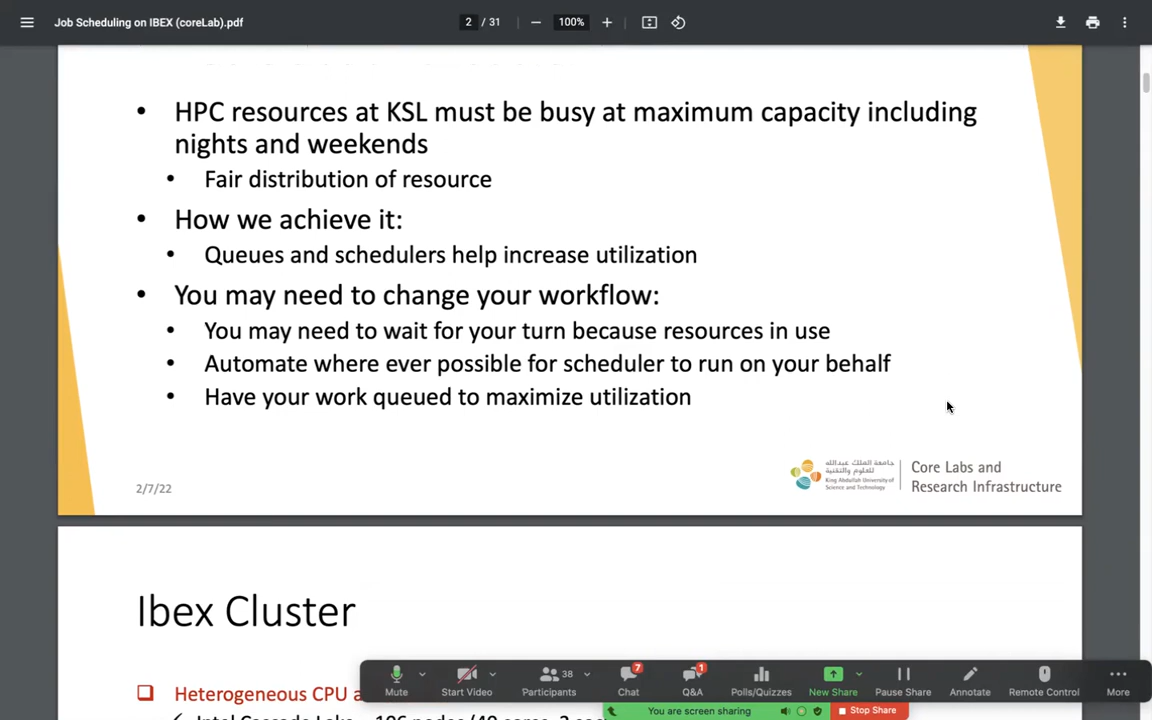 Job Scheduling on IBEX (coreLab).pdf
2 / 31
100%
• HPC resources at KSL must be busy at maximum capacity including
nights and weekends
• Fair distribution of resource
• How we achieve it:
• Queues and schedulers help increase utilization
• You may need to change your workflow:
• You may need to wait for your turn because resources in use
• Automate where ever possible for scheduler to run on your behalf
• Have your work queued to maximize utilization
جامعة الملك عبدالله
للعلوم والتقنية
King Abdullah University of
Science and Technology
Core Labs and
Research Infrastructure
2/7/22
Ibex Cluster
Heterogeneous CPU a
Intel Cascade Lake
106 nodes
Mute
Start Video
38
Participants
7
Chat
1
Q&A
Polls/Quizzes
New Share
Pause Share
Annotate
Remote Control
More
You are screen sharing
Stop Share